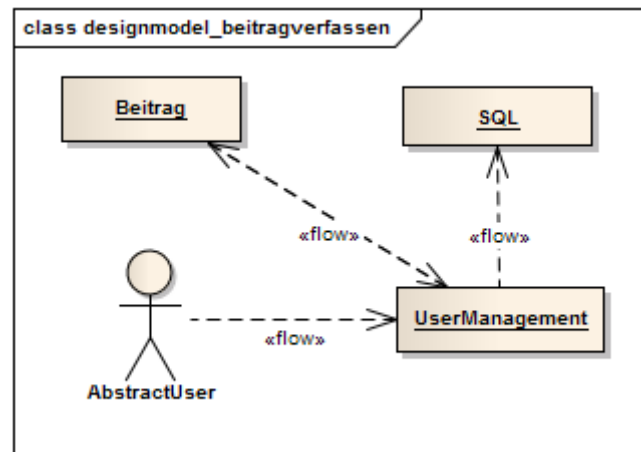 class designmodel_beitragverfassen
Beitrag
SQL
«flow»
«flow»
UserManagement
«flow»
AbstractUser